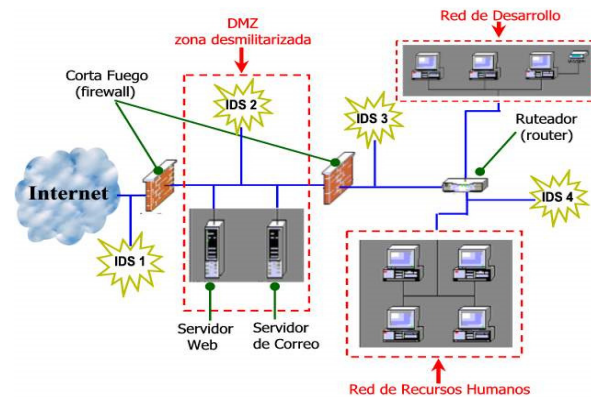 DMZ
zona desmilitarizada
Red de Desarrollo
Corta Fuego
(firewall)
IDS 2
IDS 3
Ruteador
(router)
Internet
IDS 4
IDS 1
Servidor
Web
Servidor
de Correo
Red de Recursos Humanos